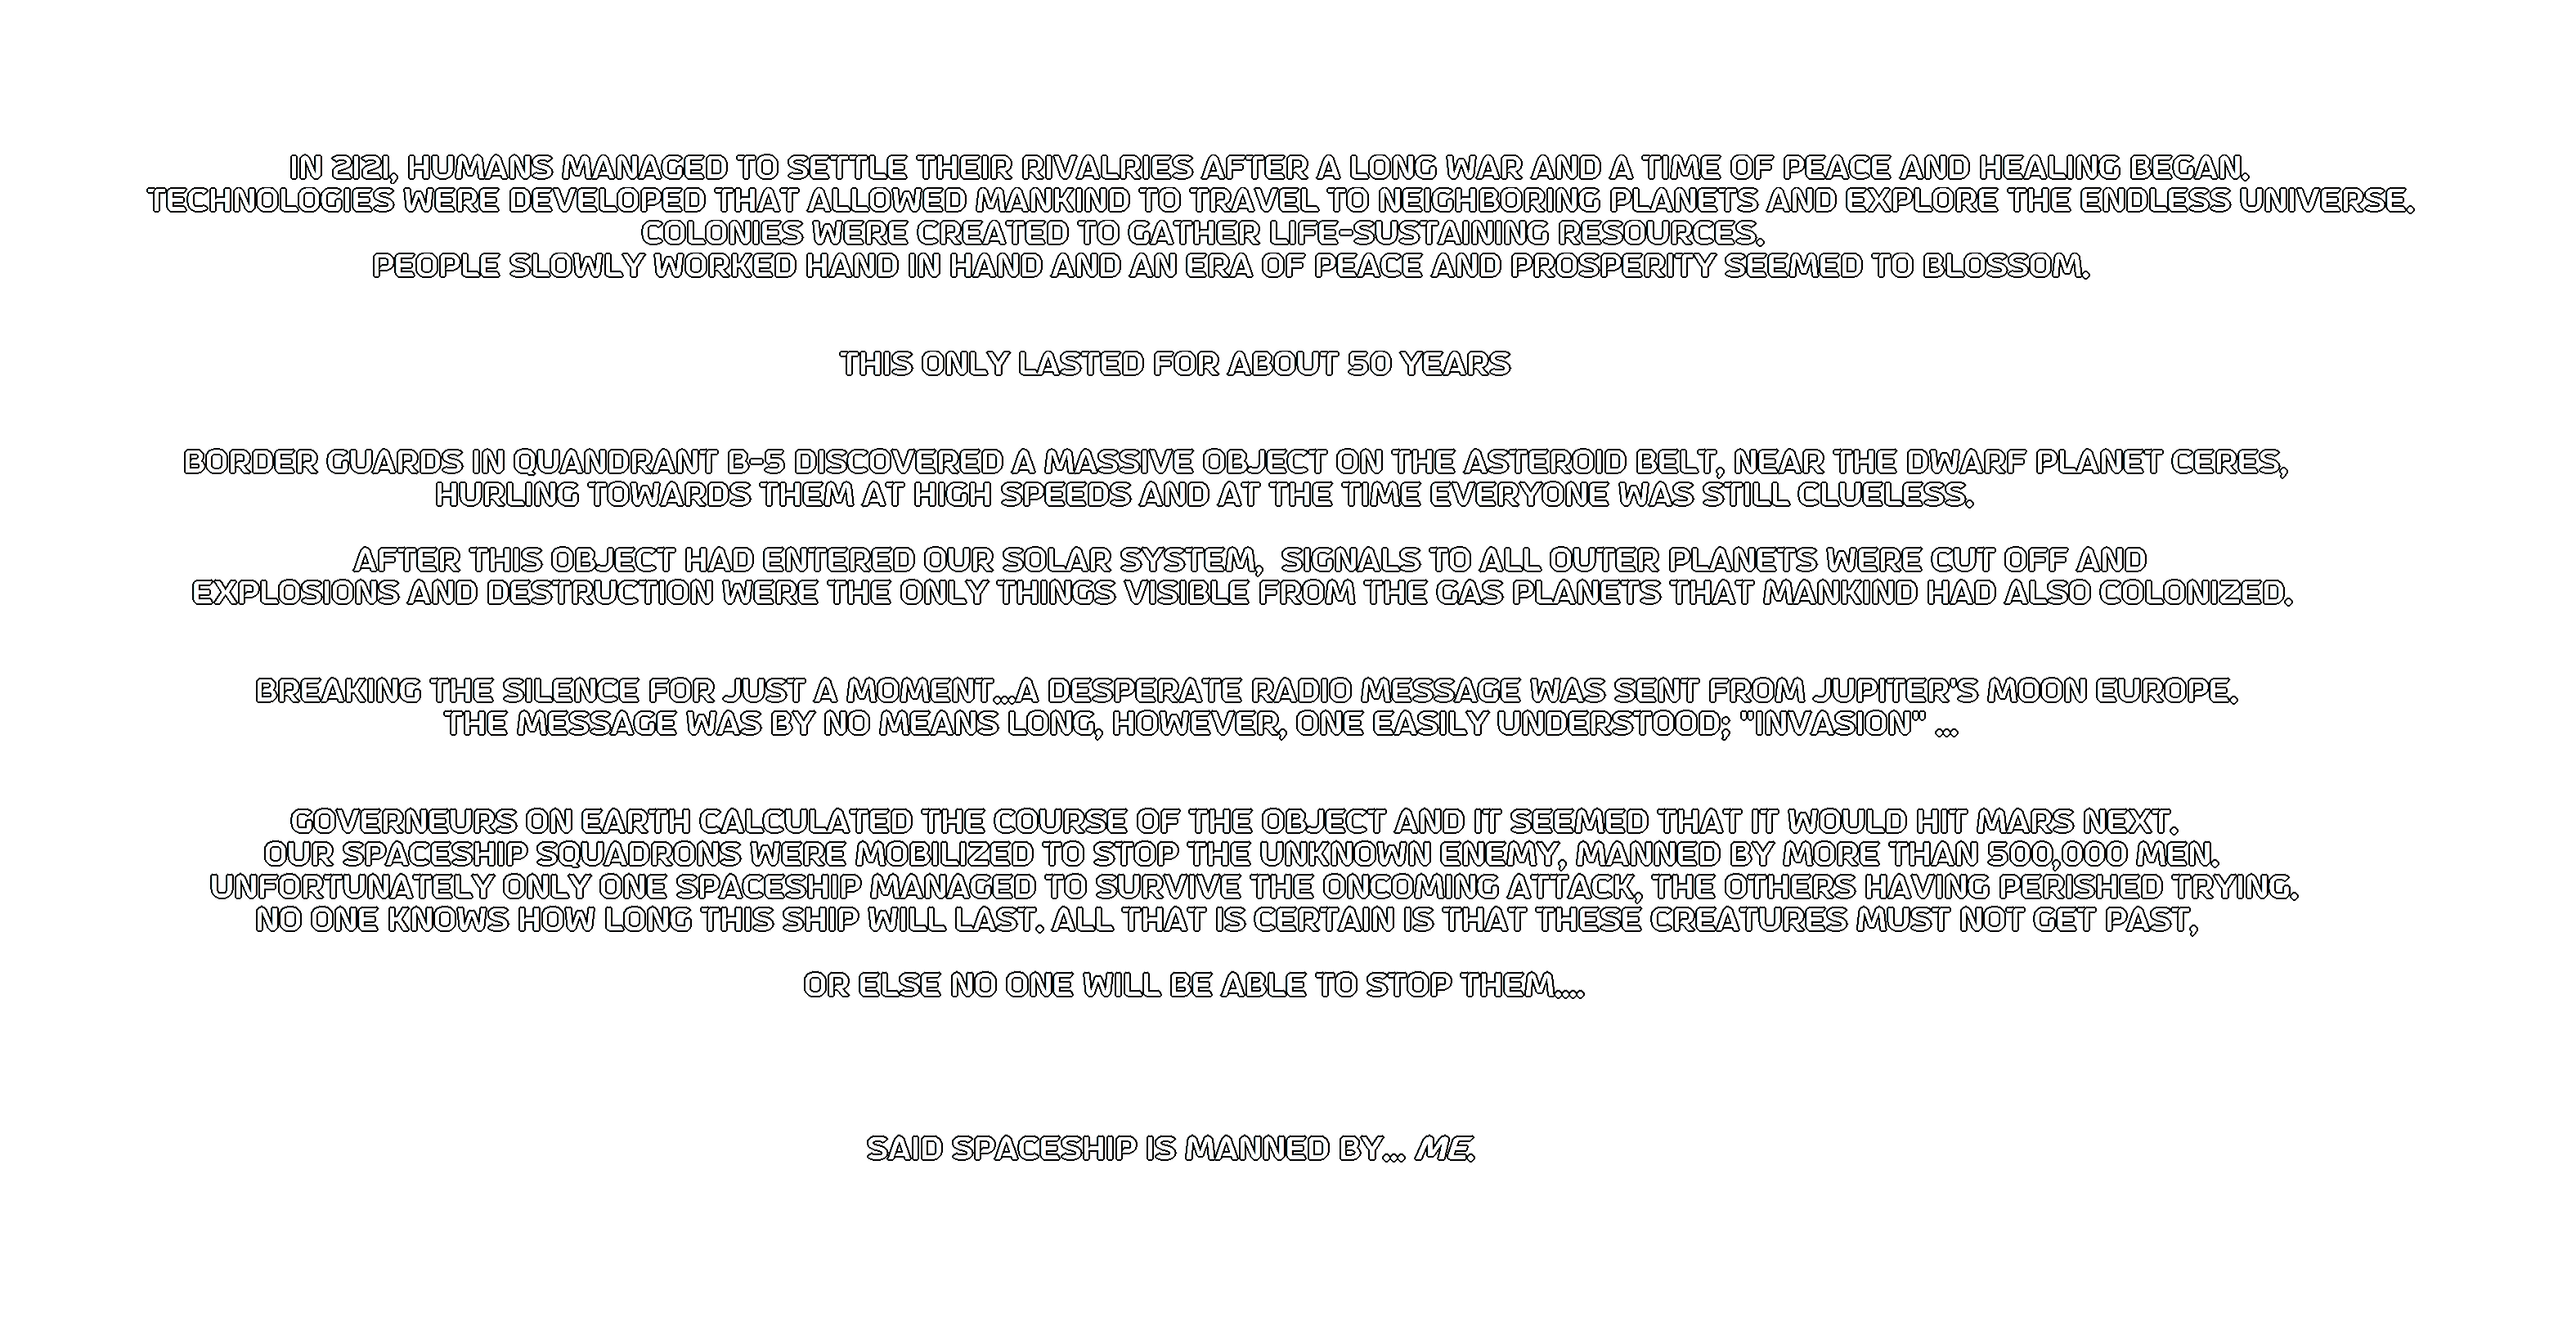 IN 2121, HUMANS MANAGED TO SETTLE THEIR RIVALRIES AFTER A LONG WAR AND A TIME OF PEACE AND HEALING BEGAN.
TECHNOLOGIES WERE DEVELOPED THAT ALLOWED MANKIND TO TRAVEL TO NEIGHBORING PLANETS AND EXPLORE THE ENDLESS UNIVERSE.
COLONIES WERE CREATED TO GATHER LIFE-SUSTAINING RESOURCES.
PEOPLE SLOWLY WORKED HAND IN HAND AND AN ERA OF PEACE AND PROSPERITY SEEMED TO BLOSSOM.
THIS ONLY LASTED FOR ABOUT 50 YEARS
BORDER GUARDS IN QUANDRANT B-5 DISCOVERED A MASSIVE OBJECT ON THE ASTEROID BELT, NEAR THE DWARF PLANET CERES,
HURLING TOWARDS THEM AT HIGH SPEEDS AND AT THE TIME EVERYONE WAS STILL CLUELESS.
AFTER THIS OBJECT HAD ENTERED OUR SOLAR SYSTEM,  SIGNALS TO ALL OUTER PLANETS WERE CUT OFF AND
EXPLOSIONS AND DESTRUCTION WERE THE ONLY THINGS VISIBLE FROM THE GAS PLANETS THAT MANKIND HAD ALSO COLONIZED.
BREAKING THE SILENCE FOR JUST A MOMENT...A DESPERATE RADIO MESSAGE WAS SENT FROM JUPITER'S MOON EUROPE.
THE MESSAGE WAS BY NO MEANS LONG, HOWEVER, ONE EASILY UNDERSTOOD; "INVASION" ...
GOVERNEURS ON EARTH CALCULATED THE COURSE OF THE OBJECT AND IT SEEMED THAT IT WOULD HIT MARS NEXT.
OUR SPACESHIP SQUADRONS WERE MOBILIZED TO STOP THE UNKNOWN ENEMY, MANNED BY MORE THAN 500,000 MEN.
UNFORTUNATELY ONLY ONE SPACESHIP MANAGED TO SURVIVE THE ONCOMING ATTACK, THE OTHERS HAVING PERISHED TRYING.
NO ONE KNOWS HOW LONG THIS SHIP WILL LAST. ALL THAT IS CERTAIN IS THAT THESE CREATURES MUST NOT GET PAST,
OR ELSE NO ONE WILL BE ABLE TO STOP THEM....
SAID SPACESHIP IS MANNED BY... ME.